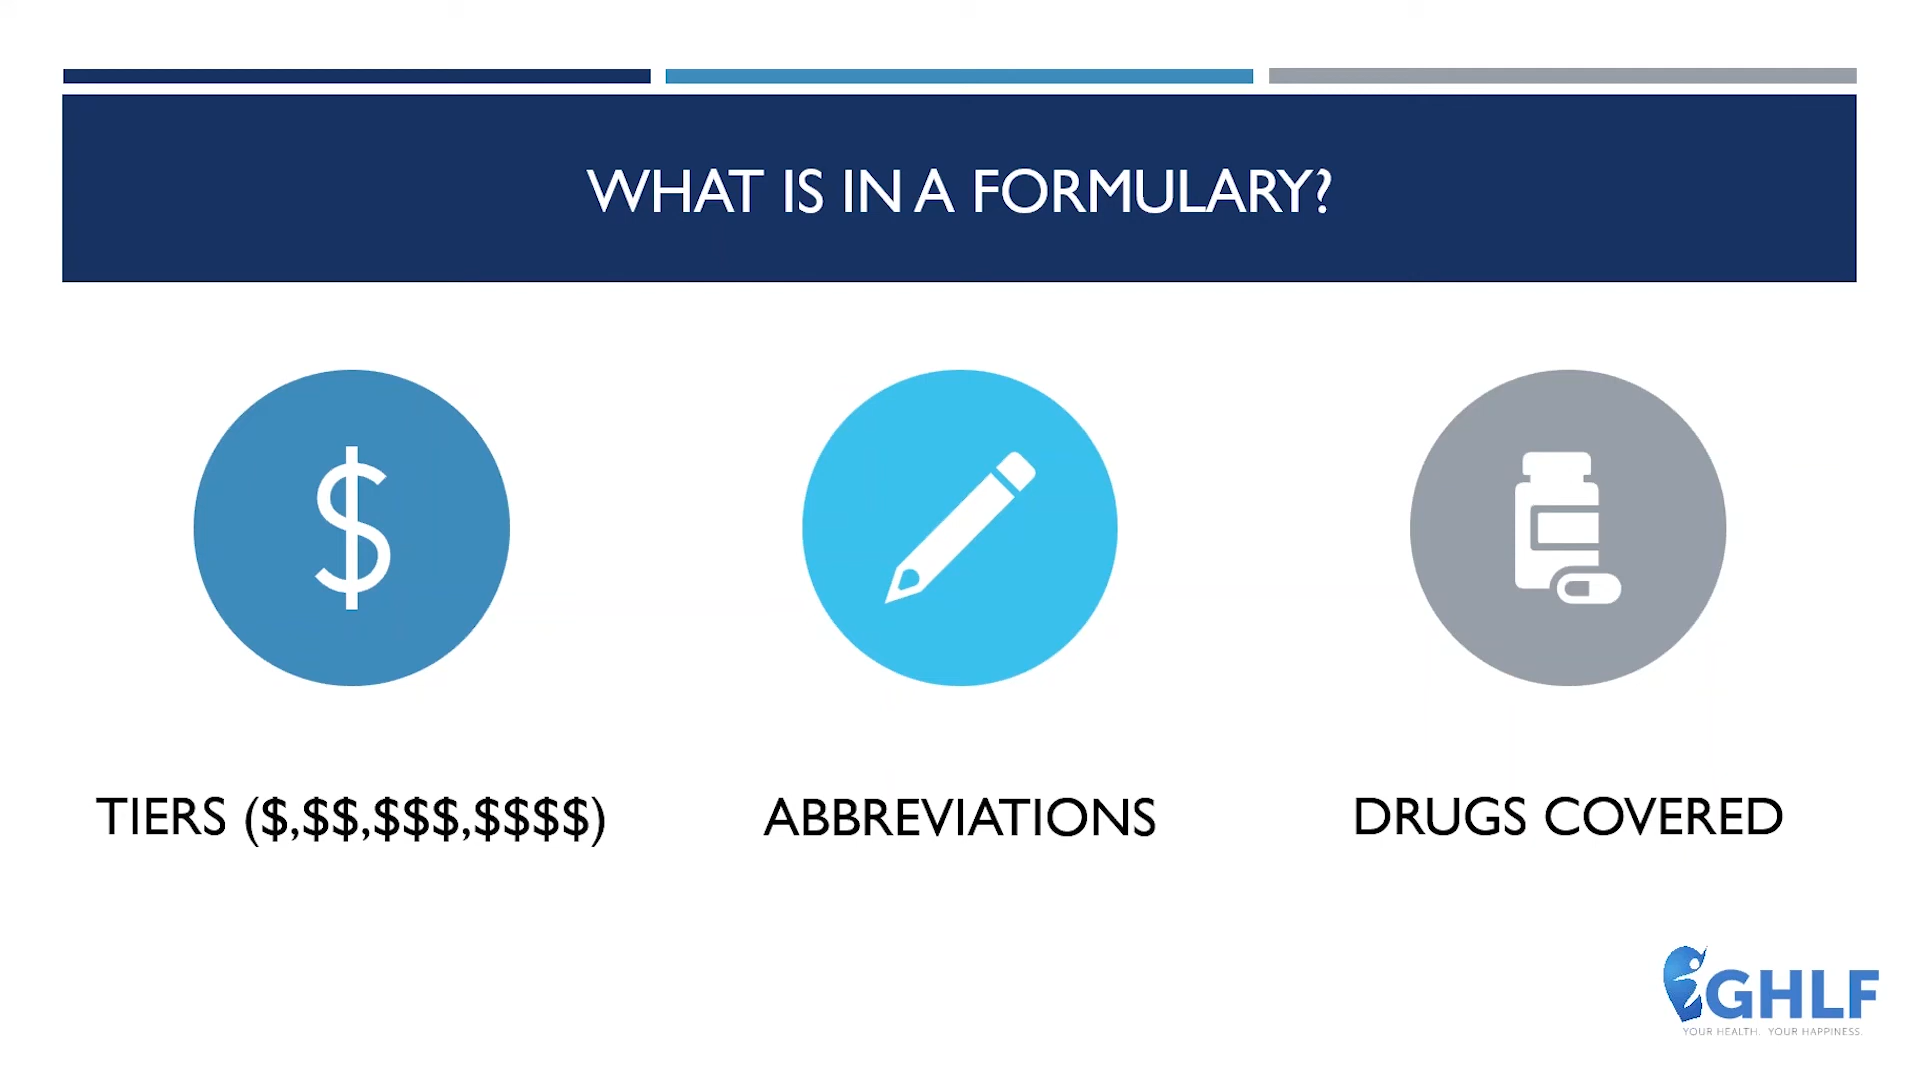 WHAT IS IN A FORMULARY?
TIERS ($,$$,$$$,$$$$)
ABBREVIATIONS
DRUGS COVERED
GHLF
YOUR HEALTH. YOUR HAPPINESS.